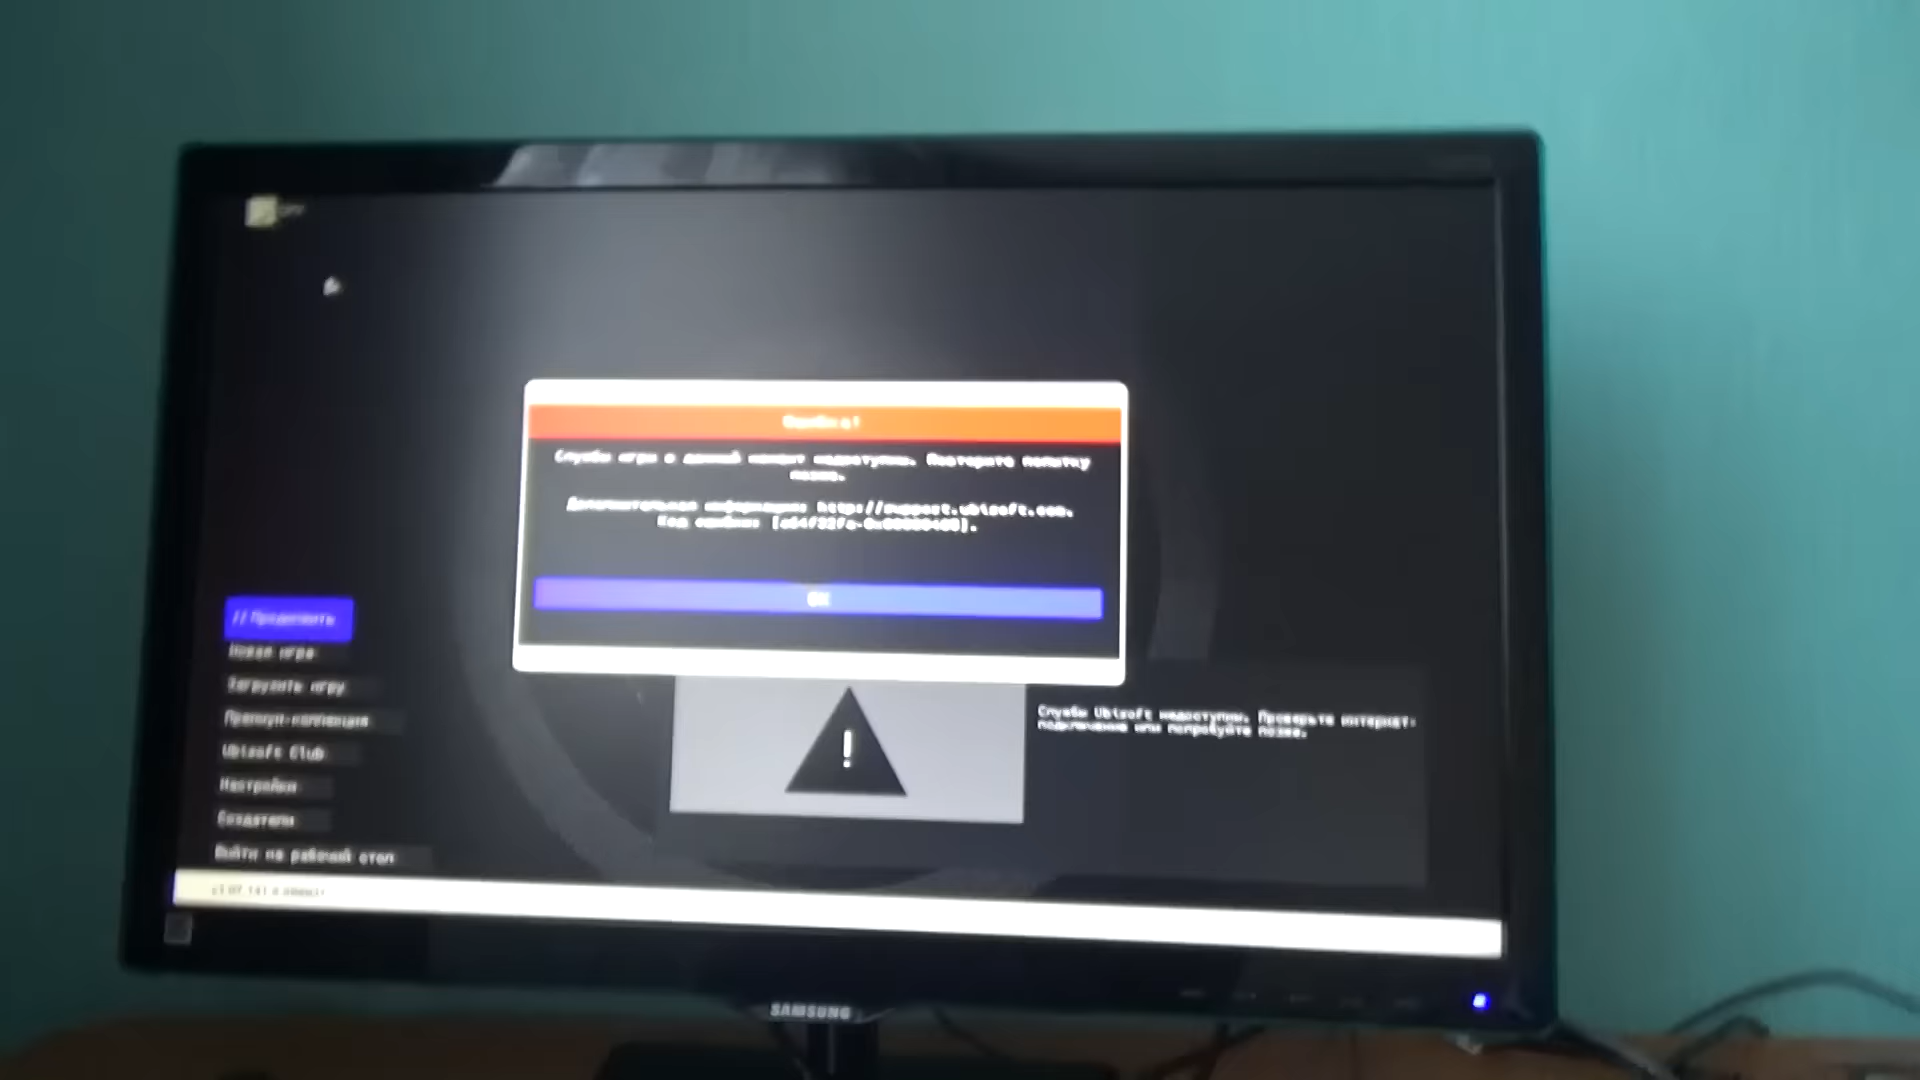 Ошибка!
Службы игры в данный момент недоступны. Повторите попытку
позже.
Дополнительная информация: http://support.ubisoft.com.
Код ошибки:
OK
// Продолжить
Новая игра
Загрузить игру
Премиум-коллекция
Ubisoft Club
Настройки
Создатели
Выйти на рабочий стол
Службы Ubisoft недоступны. Проверьте интернет-
подключение или попробуйте позже.
SAMSUNG